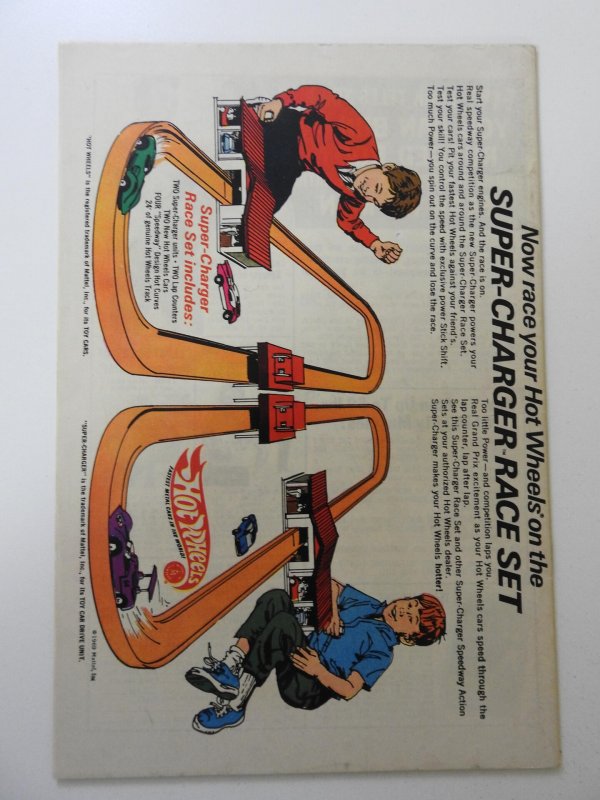 Now race your Hot Wheels® on the
SUPER-CHARGER™ RACE SET
Start your Super-Charger engines. And the race is on.
Real speedway competition as the new Super-Charger powers your
Hot Wheels cars around and around the Super-Charger Race Set.
Test your cars! Pit your fastest Hot Wheels against your friend's.
Test your skill! You control the speed with exclusive power Stick Shift.
Too much Power—you spin out on the curve and lose the race.
Too little Power—and competition laps you.
Real Grand Prix excitement as your Hot Wheels cars speed through the
lap counter, lap after lap.
See this Super-Charger Race Set and other Super-Charger Speedway Action
Sets at your authorized Hot Wheels dealer.
Super-Charger makes your Hot Wheels hotter!
Super-Charger
Race Set includes:
TWO Super-Charger units · TWO Lap Counters
TWO New Hot Wheels Cars
FOUR "Speedway" Design Hot Curves
24' of genuine Hot Wheels Track
HOT WHEELS
FASTEST METAL CARS IN THE WORLD!
"HOT WHEELS" is the registered trademark of Mattel, Inc., for its TOY CARS.
"SUPER-CHARGER" is the trademark of Mattel, Inc., for its TOY CAR DRIVE UNIT.
©1969 Mattel, Inc.